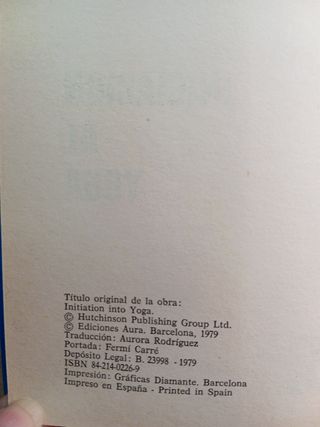 Título original de la obra:
Initiation into Yoga.
© Hutchinson Publishing Group Ltd.
© Ediciones Aura. Barcelona, 1979
Traducción: Aurora Rodríguez
Portada: Fermí Carré
Depósito Legal: B. 23998 - 1979
ISBN 84-214-0226-9
Impresión: Gráficas Diamante. Barcelona
Impreso en España - Printed in Spain